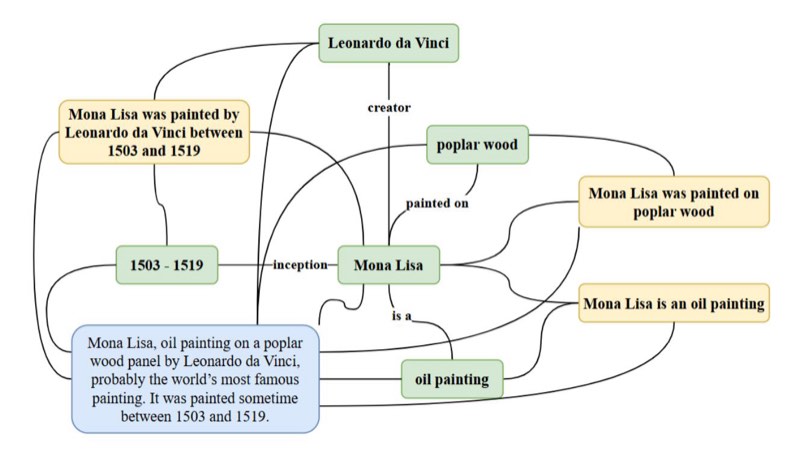 Leonardo da Vinci
creator
Mona Lisa was painted by
Leonardo da Vinci between
1503 and 1519
poplar wood
painted on
Mona Lisa was painted on
poplar wood
1503 - 1519
inception
Mona Lisa
is a
Mona Lisa is an oil painting
Mona Lisa, oil painting on a poplar
wood panel by Leonardo da Vinci,
probably the world's most famous
painting. It was painted sometime
between 1503 and 1519.
oil painting